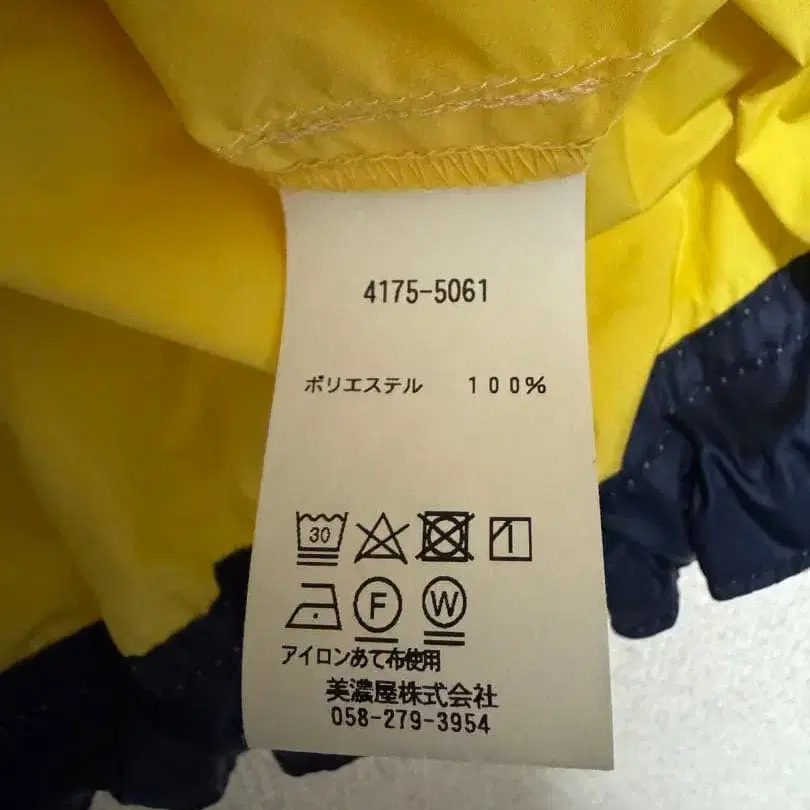 4175-5061
ポリエステル 100%
30
F W
アイロンあて布使用
美濃屋株式会社
058-279-3954